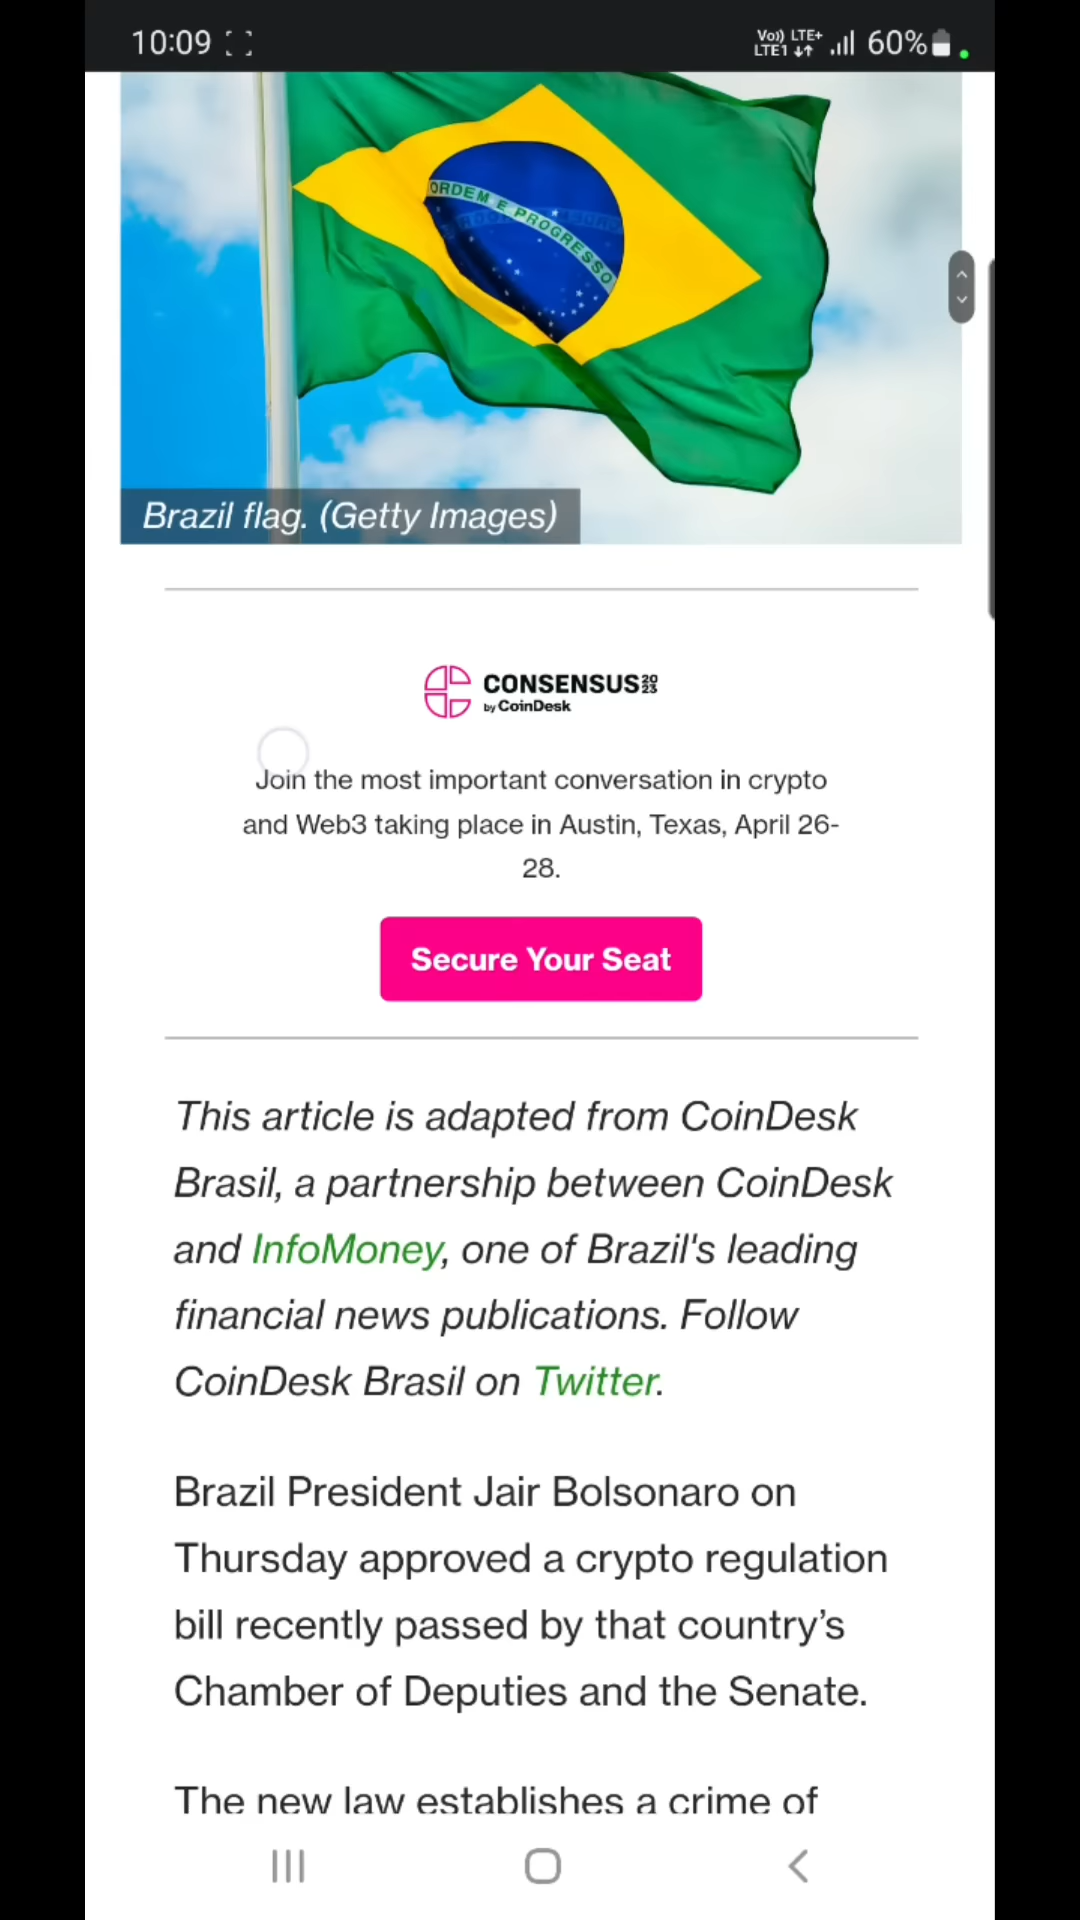 10:09
Vo)) LTE+
LTE1
60%
ORDEM E PROGRESSO
Brazil flag. (Getty Images)
CONSENSUS 2023
by CoinDesk
Join the most important conversation in crypto
and Web3 taking place in Austin, Texas, April 26-
28.
Secure Your Seat
This article is adapted from CoinDesk
Brasil, a partnership between CoinDesk
and InfoMoney, one of Brazil's leading
financial news publications. Follow
CoinDesk Brasil on Twitter.
Brazil President Jair Bolsonaro on
Thursday approved a crypto regulation
bill recently passed by that country’s
Chamber of Deputies and the Senate.
The new law establishes a crime of